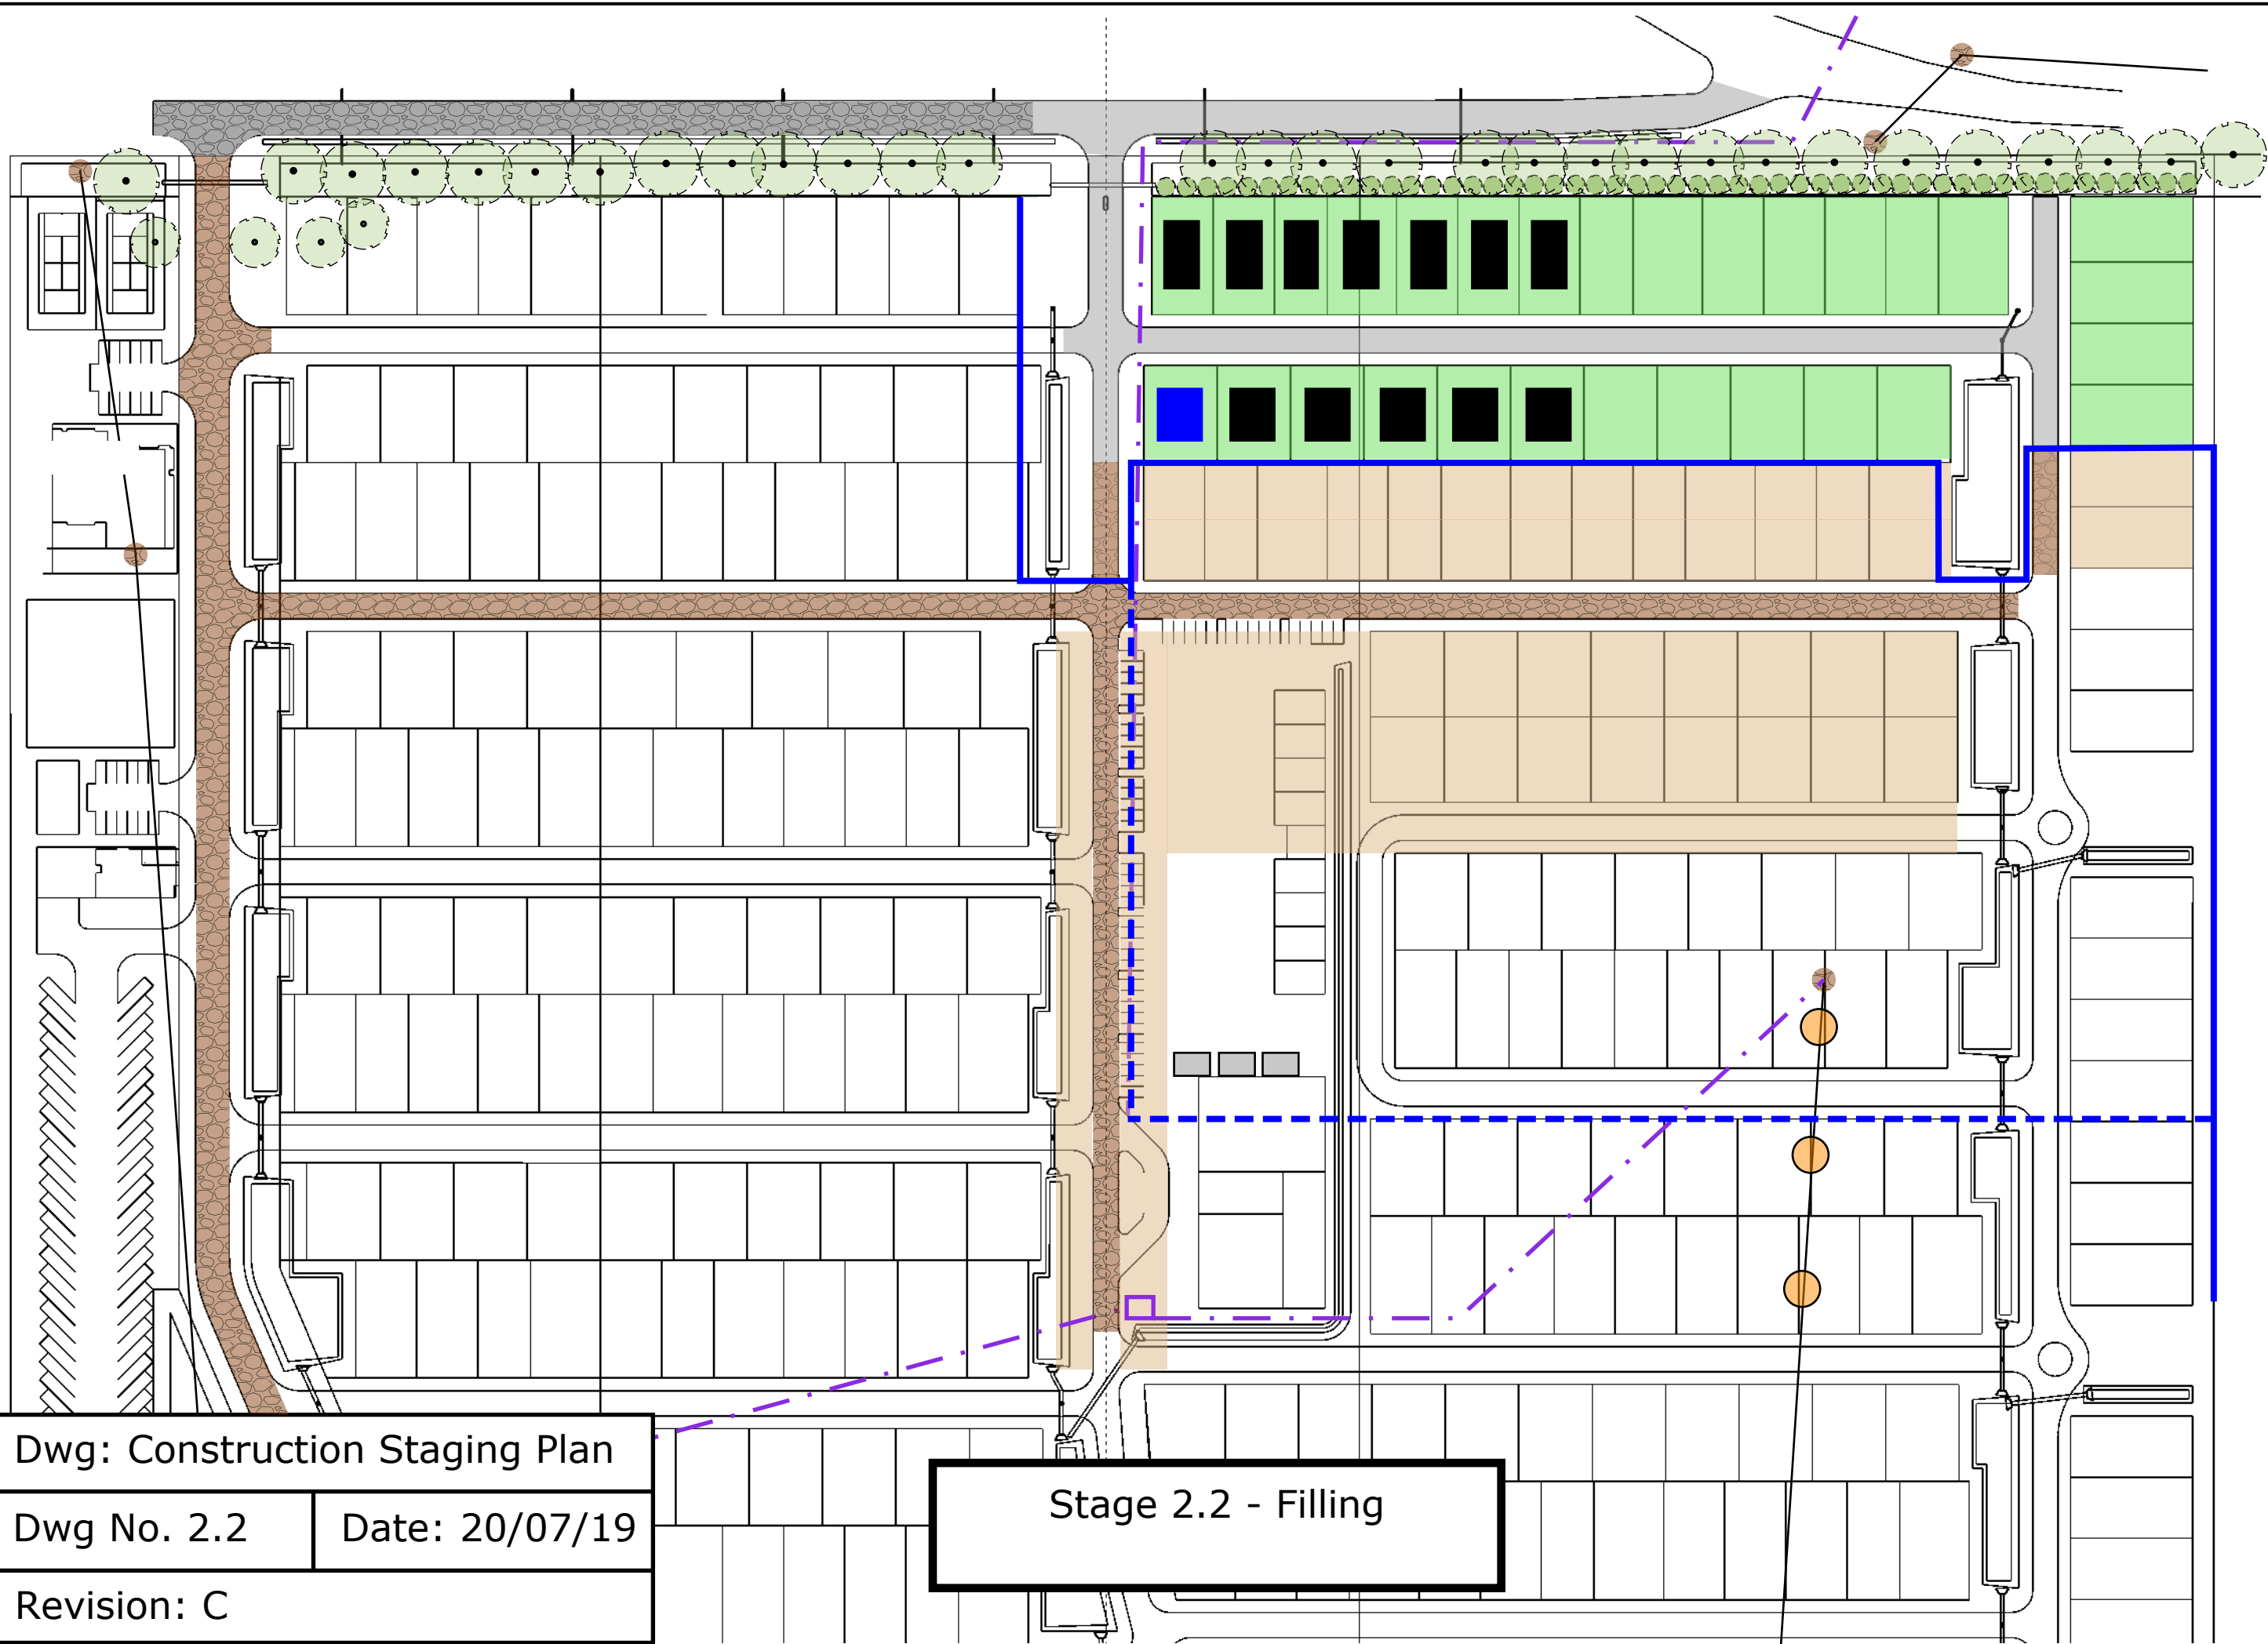 Dwg: Construction Staging Plan
Dwg No. 2.2
Date: 20/07/19
Revision: C
Stage 2.2 - Filling